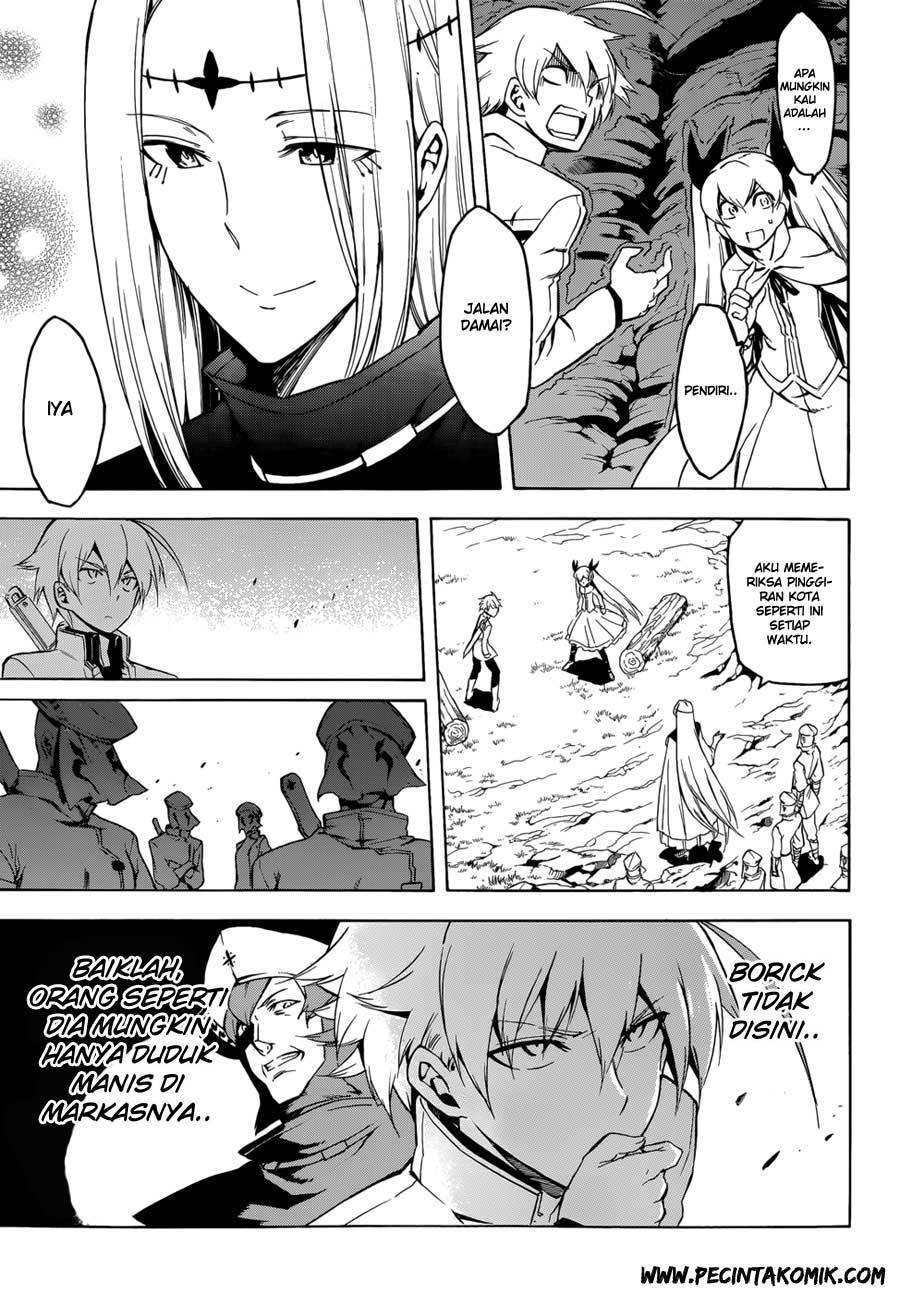 APA
MUNGKIN
KAU
ADALAH
...
PENDIRI..
JALAN
DAMAI?
IYA
AKU MEME-
RIKSA PINGGI-
RAN KOTA
SEPERTI INI
SETIAP
WAKTU.
BORICK
TIDAK
DISINI..
BAIKLAH,
ORANG SEPERTI
DIA MUNGKIN
HANYA DUDUK
MANIS DI
MARKASNYA..
WWW.PECINTAKOMIK.COM